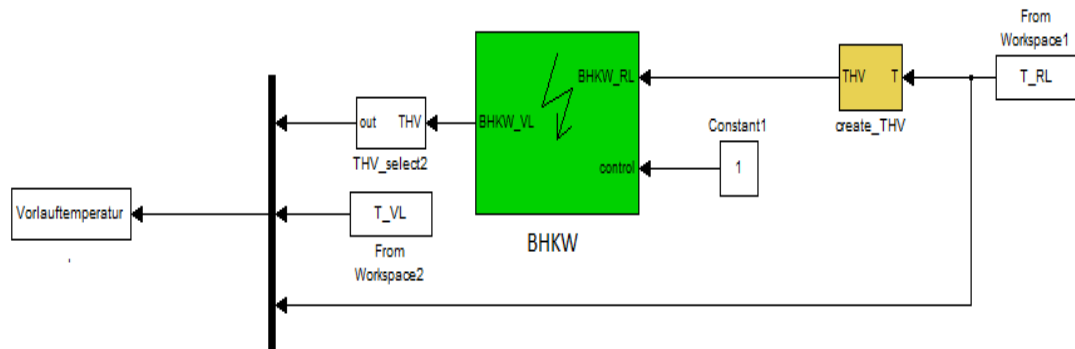 From
Workspace1
T_RL
THV T
create_THV
BHKW_RL
BHKW_VL
control
BHKW
Constant1
1
out THV
THV_select2
T_VL
From
Workspace2
Vorlauftemperatur
.